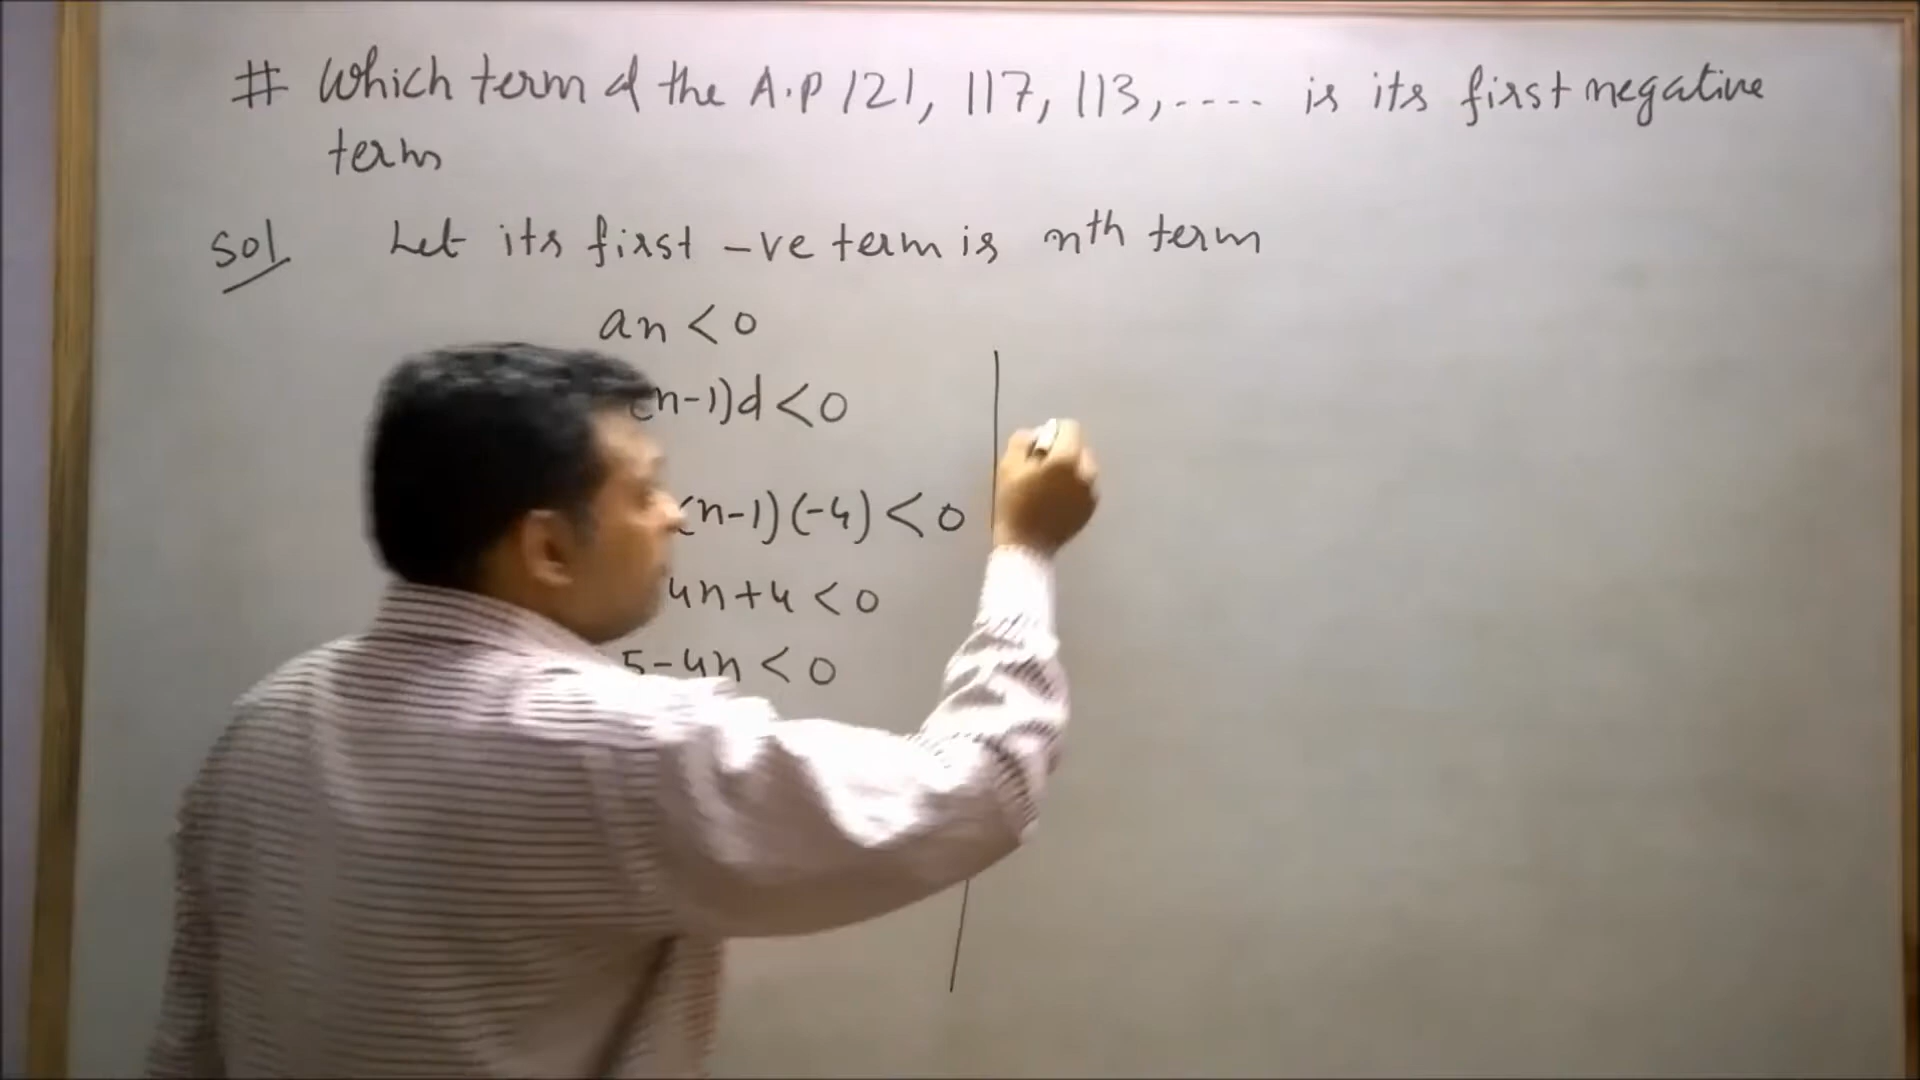 # Which term of the A.P 121, 117, 113, .... is its first negative
term
Sol Let its first -ve term is nth term
an < 0
(n-1)d < 0
(n-1)(-4) < 0
4n+4 < 0
5-4n < 0